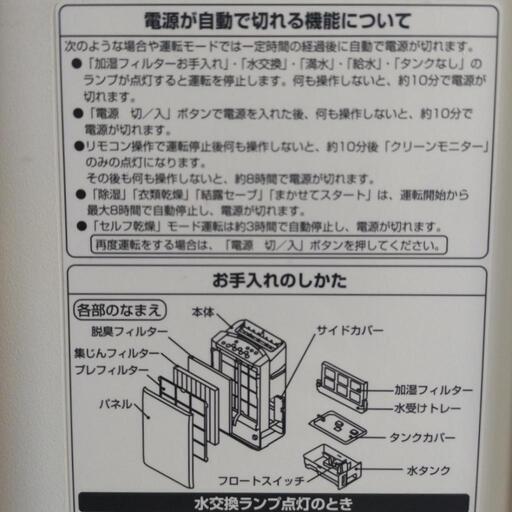 電源が自動で切れる機能について
次のような場合や運転モードでは一定時間の経過後に自動で電源が切れます。
●「加湿フィルターお手入れ」・「水交換」・「満水」・「給水」・「タンクなし」の
ランプが点灯すると運転を停止します。何も操作しないと、約10分で電源が
切れます。
●「電源 切／入」ボタンで電源を入れた後、何も操作しないと、約10分で
電源が切れます。
●リモコン操作で運転停止後何も操作しないと、約10分後「クリーンモニター」
のみの点灯になります。
その後も何も操作しないと、約8時間で電源が切れます。
●「除湿」「衣類乾燥」「結露セーブ」「まかせてスタート」は、運転開始から
最大8時間で自動停止し、電源が切れます。
●「セルフ乾燥」モード運転は約3時間で自動停止し、電源が切れます。
再度運転をする場合は、「電源 切／入」ボタンを押してください。
お手入れのしかた
各部のなまえ
本体
脱臭フィルター
サイドカバー
集じんフィルター
プレフィルター
加湿フィルター
パネル
水受けトレー
タンクカバー
水タンク
フロートスイッチ
水交換ランプ点灯のとき